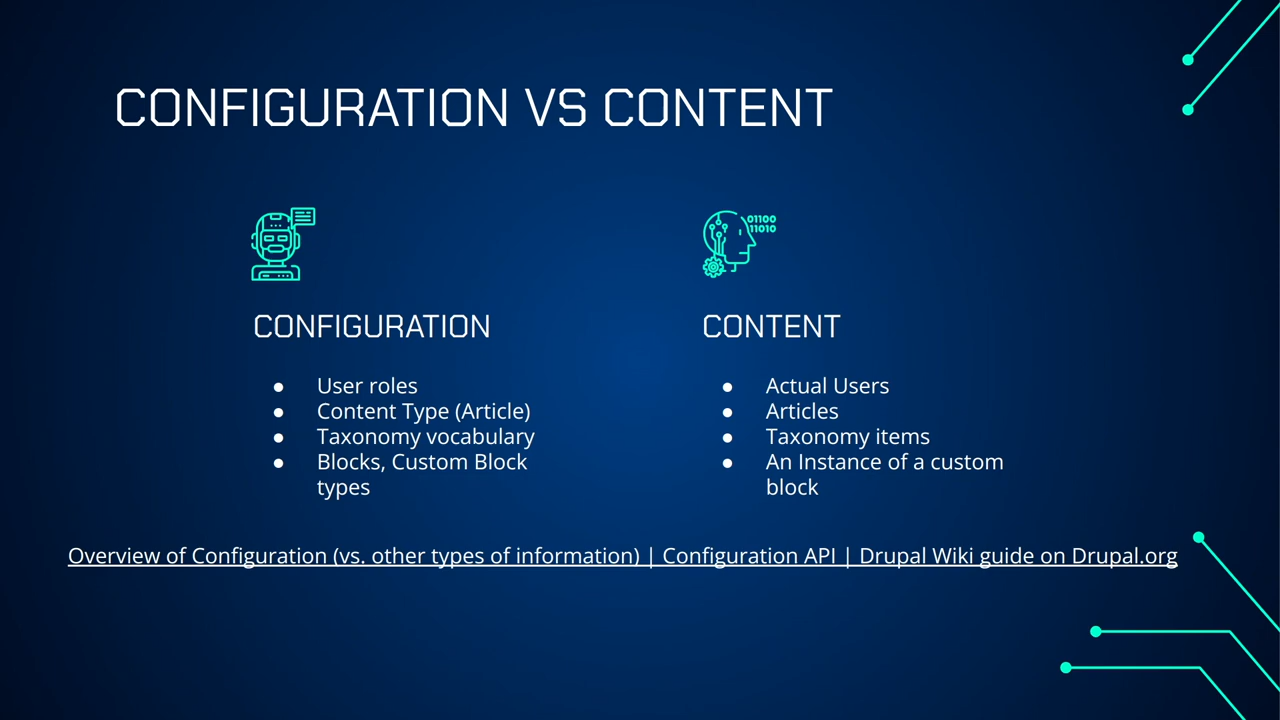 CONFIGURATION VS CONTENT
01100
11010
CONFIGURATION
● User roles
● Content Type (Article)
● Taxonomy vocabulary
● Blocks, Custom Block
types
CONTENT
● Actual Users
● Articles
● Taxonomy items
● An Instance of a custom
block
Overview of Configuration (vs. other types of information) | Configuration API | Drupal Wiki guide on Drupal.org